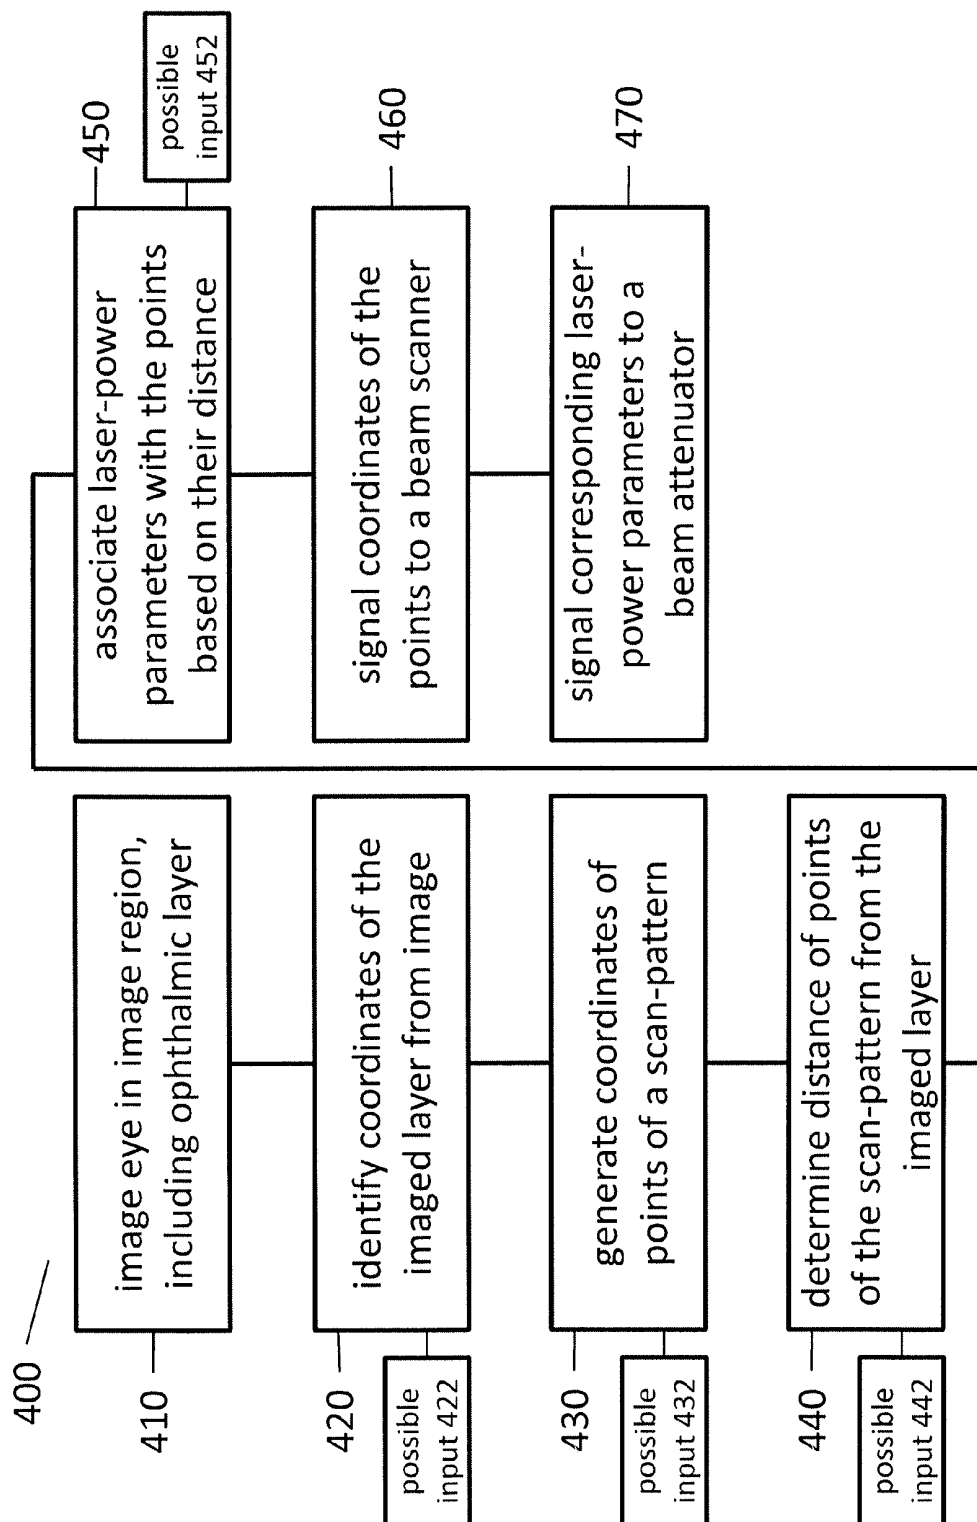 400
410
image eye in image region,
including ophthalmic layer
420
identify coordinates of the
imaged layer from image
possible
input 422
430
generate coordinates of
points of a scan-pattern
possible
input 432
440
determine distance of points
of the scan-pattern from the
imaged layer
possible
input 442
associate laser-power
parameters with the points
based on their distance
450
possible
input 452
signal coordinates of the
points to a beam scanner
460
signal corresponding laser-
power parameters to a
beam attenuator
470